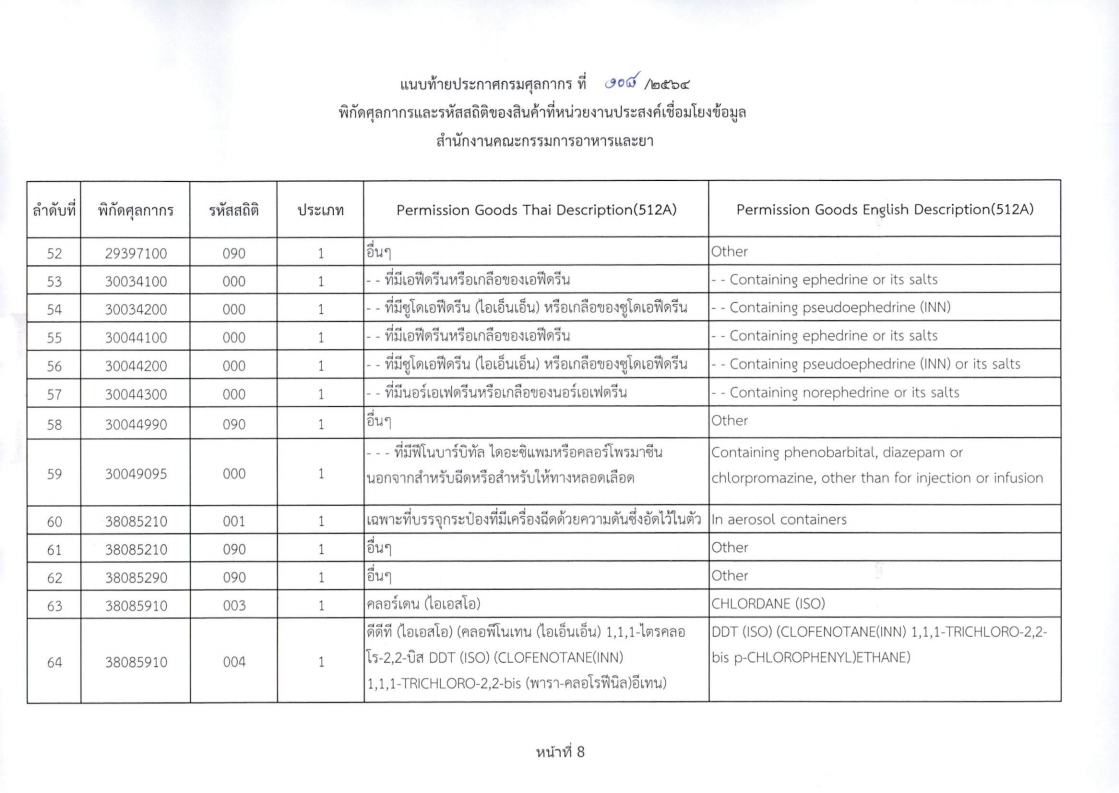 แนบท้ายประกาศกรมศุลกากร ที่ ๑๐๘ /๒๕๖๔
พิกัดศุลกากรและรหัสสถิติของสินค้าที่หน่วยงานประสงค์เชื่อมโยงข้อมูล
สำนักงานคณะกรรมการอาหารและยา
ลำดับที่ พิกัดศุลกากร รหัสสถิติ ประเภท Permission Goods Thai Description(512A) Permission Goods English Description(512A)
52 29397100 090 1 อื่นๆ Other
53 30034100 000 1 - - ที่มีเอฟีดรีนหรือเกลือของเอฟีดรีน - - Containing ephedrine or its salts
54 30034200 000 1 - - ที่มีซูโดเอฟีดรีน (ไอเอ็นเอ็น) หรือเกลือของซูโดเอฟีดรีน - - Containing pseudoephedrine (INN)
55 30044100 000 1 - - ที่มีเอฟีดรีนหรือเกลือของเอฟีดรีน - - Containing ephedrine or its salts
56 30044200 000 1 - - ที่มีซูโดเอฟีดรีน (ไอเอ็นเอ็น) หรือเกลือของซูโดเอฟีดรีน - - Containing pseudoephedrine (INN) or its salts
57 30044300 000 1 - - ที่มีนอร์เอเฟดรีนหรือเกลือของนอร์เอเฟดรีน - - Containing norephedrine or its salts
58 30044990 090 1 อื่นๆ Other
59 30049095 000 1 - - - ที่มีฟีโนบาร์บิทัล ไดอะซิแพมหรือคลอร์โพรมาซีน
นอกจากสำหรับฉีดหรือสำหรับให้ทางหลอดเลือด
Containing phenobarbital, diazepam or
chlorpromazine, other than for injection or infusion
60 38085210 001 1 เฉพาะที่บรรจุกระป๋องที่มีเครื่องฉีดด้วยความดันซึ่งอัดไว้ในตัว In aerosol containers
61 38085210 090 1 อื่นๆ Other
62 38085290 090 1 อื่นๆ Other
63 38085910 003 1 คลอร์เดน (ไอเอสโอ) CHLORDANE (ISO)
64 38085910 004 1 ดีดีที (ไอเอสโอ) (คลอฟีโนเทน (ไอเอ็นเอ็น) 1,1,1-ไตรคลอ
โร-2,2-บิส DDT (ISO) (CLOFENOTANE(INN)
1,1,1-TRICHLORO-2,2-bis (พารา-คลอโรฟีนิล)อีเทน)
DDT (ISO) (CLOFENOTANE(INN) 1,1,1-TRICHLORO-2,2-
bis p-CHLOROPHENYL)ETHANE)
หน้าที่ 8